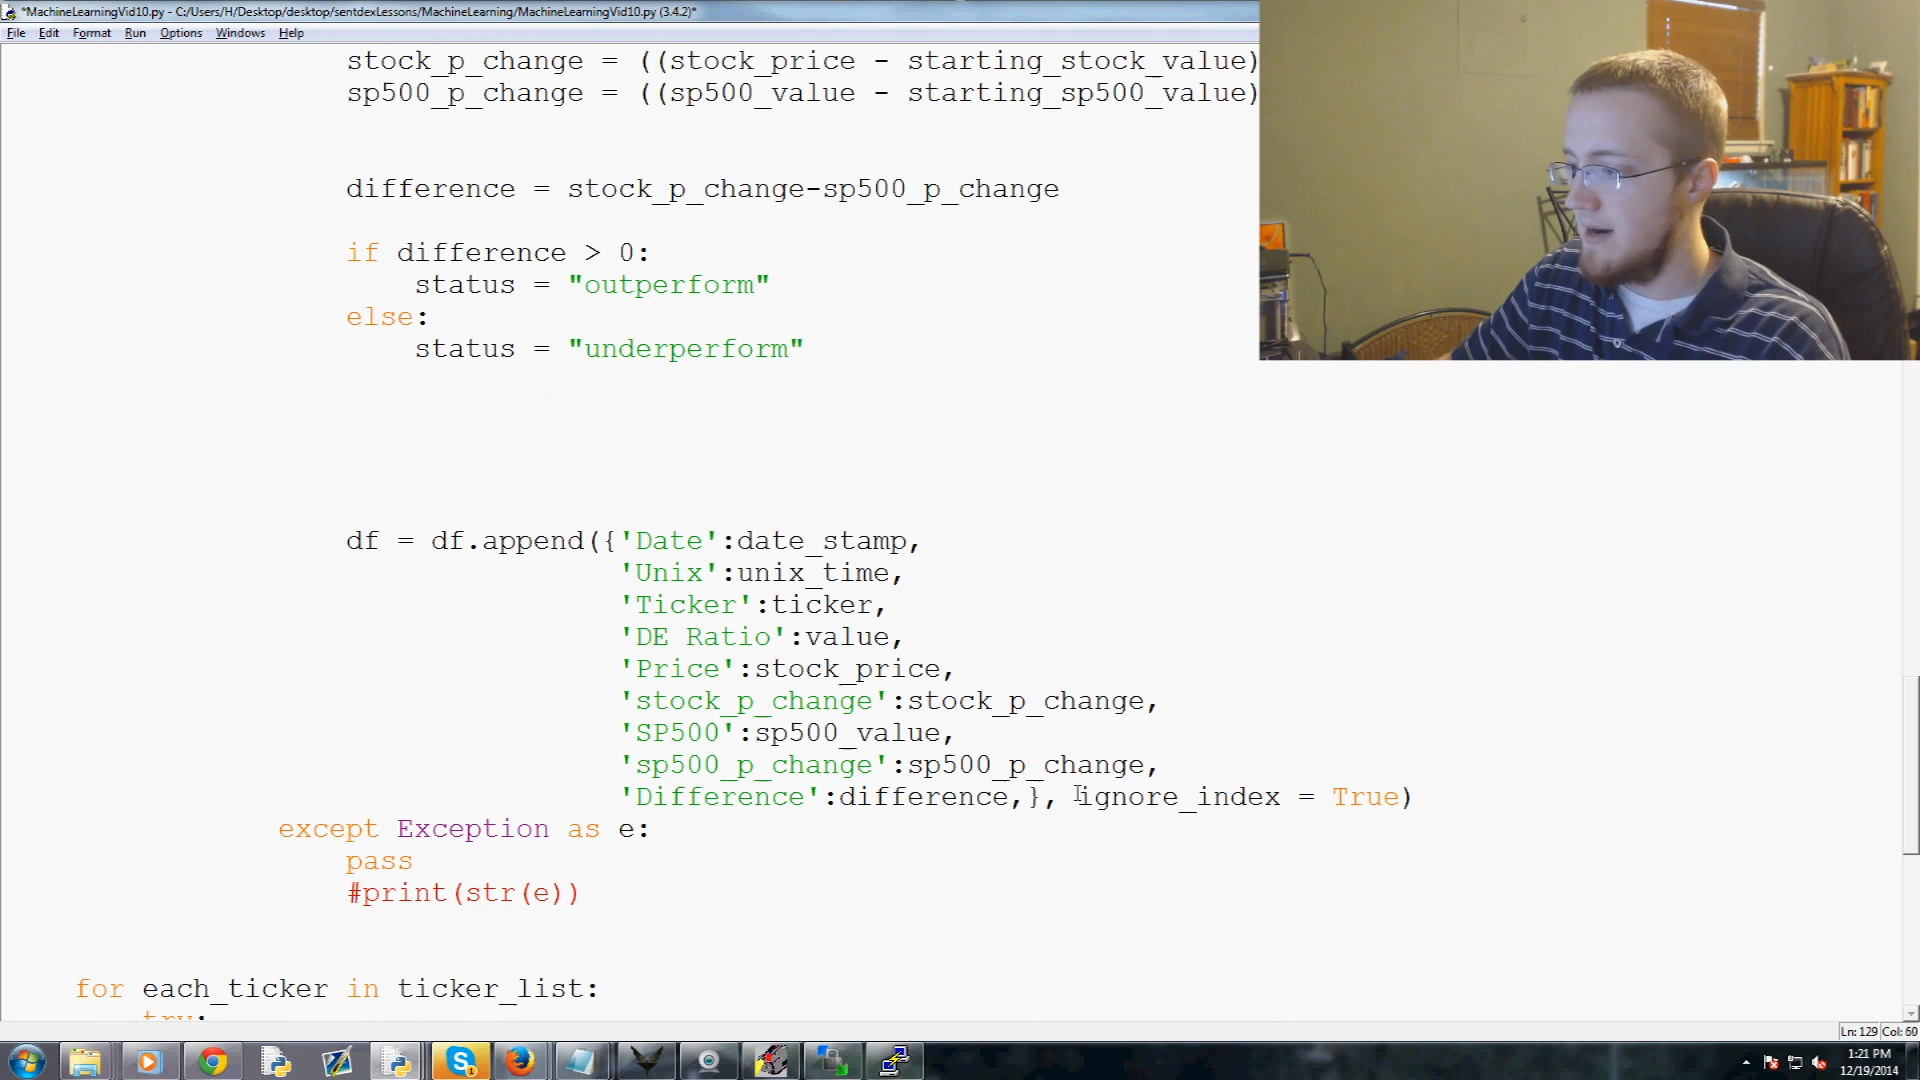 *MachineLearningVid10.py - C:/Users/H/Desktop/desktop/sentdexLessons/MachineLearning/MachineLearningVid10.py (3.4.2)*
File Edit Format Run Options Windows Help
stock_p_change = ((stock_price - starting_stock_value)
sp500_p_change = ((sp500_value - starting_sp500_value)
difference = stock_p_change-sp500_p_change
if difference > 0:
status = "outperform"
else:
status = "underperform"
df = df.append({'Date':date_stamp,
'Unix':unix_time,
'Ticker':ticker,
'DE Ratio':value,
'Price':stock_price,
'stock_p_change':stock_p_change,
'SP500':sp500_value,
'sp500_p_change':sp500_p_change,
'Difference':difference,}, ignore_index = True)
except Exception as e:
pass
#print(str(e))
for each_ticker in ticker_list:
try:
Ln: 129 Col: 60
1:21 PM
12/19/2014